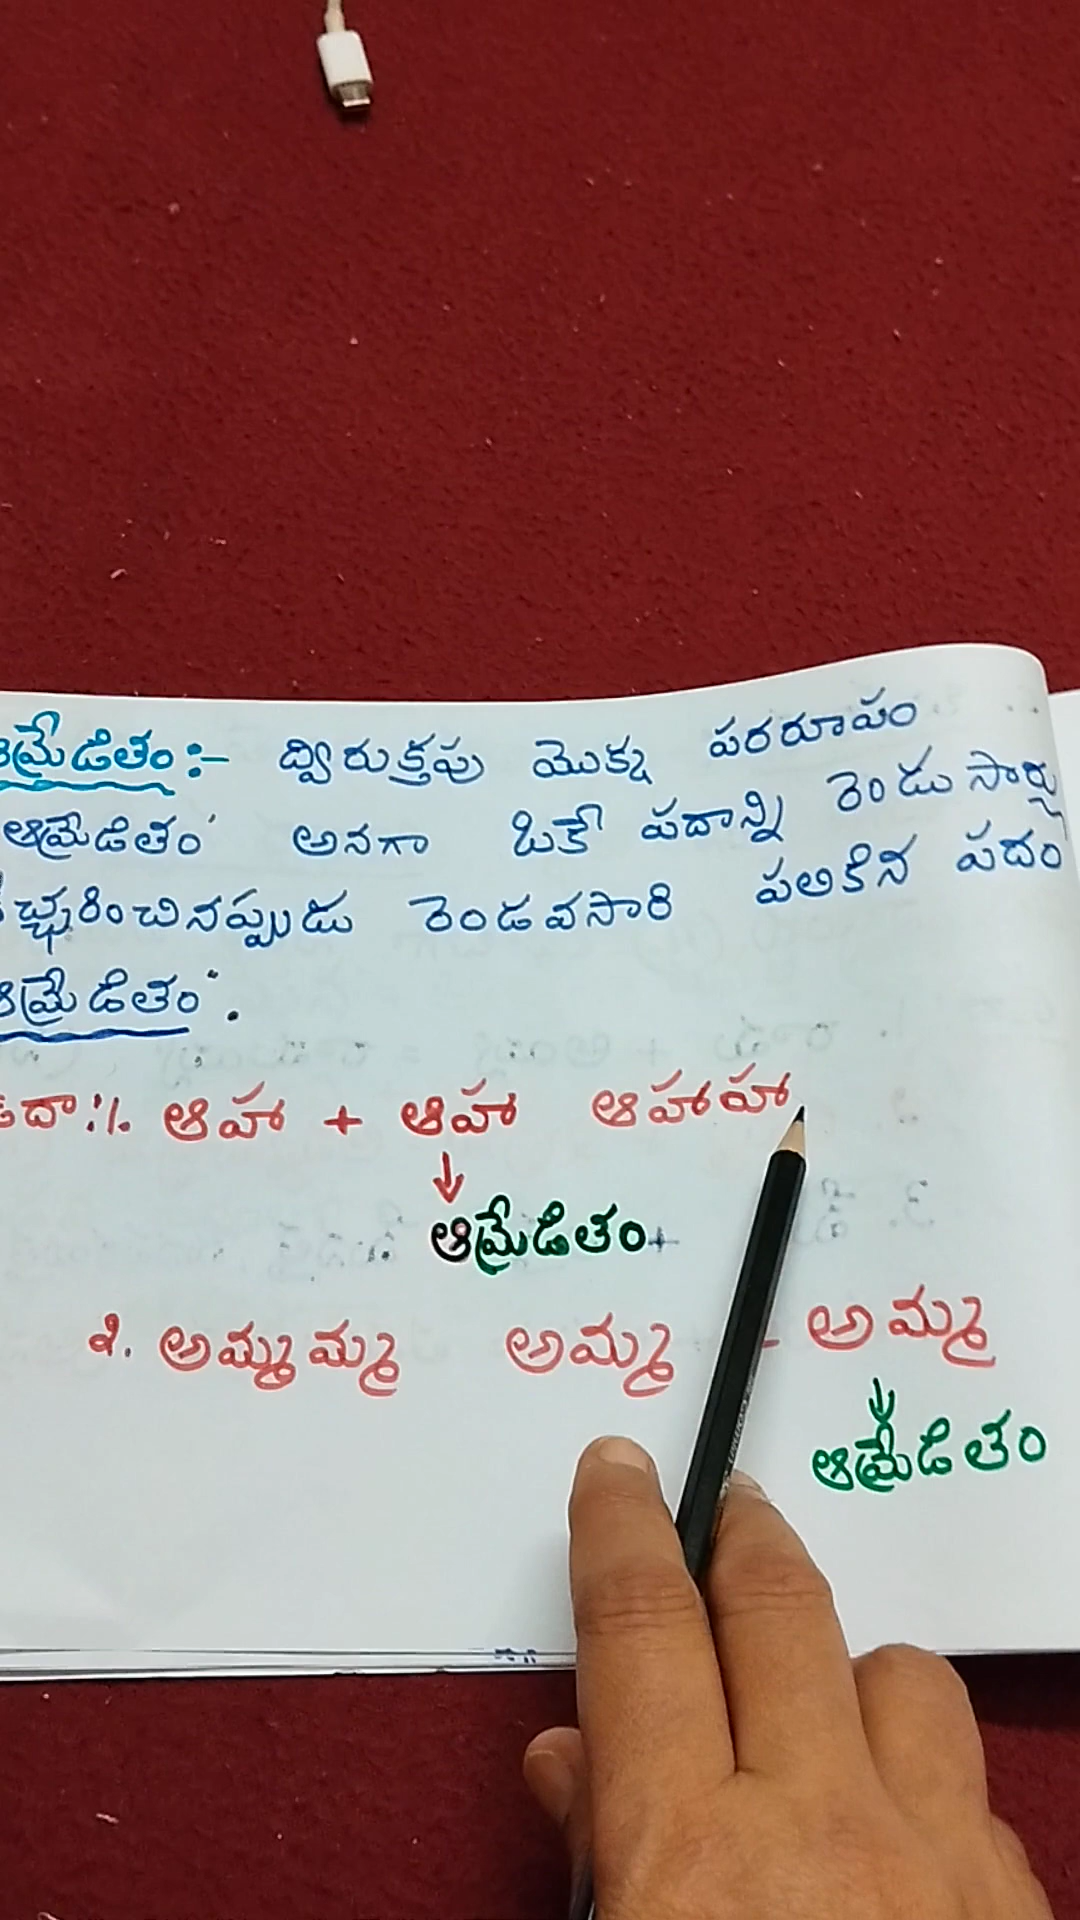 ఆమ్రేడితం :- ద్విరుక్తపు యొక్క పరరూపం
'ఆమ్రేడితం' అనగా ఒకే పదాన్ని రెండు సార్లు
ఉచ్ఛరించినప్పుడు రెండవసారి పలికిన పదం
ఆమ్రేడితం".
ఉదా:1. ఆహా + ఆహా ఆహాహా
ఆమ్రేడితం
2. అమ్మమ్మ అమ్మ - అమ్మ
ఆమ్రేడితం